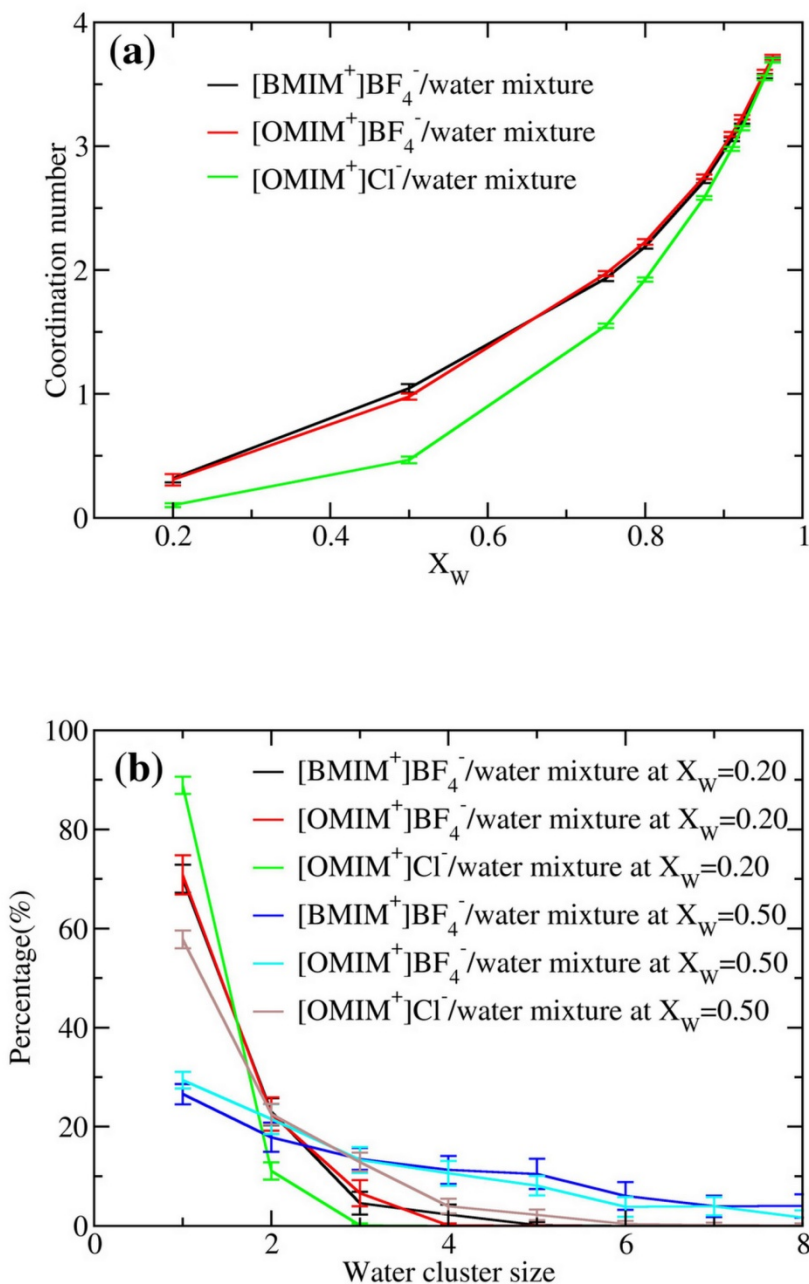 (a)
[BMIM⁺]BF₄⁻/water mixture
[OMIM⁺]BF₄⁻/water mixture
[OMIM⁺]Cl⁻/water mixture
Coordination number
4
3
2
1
0
0.2 0.4 0.6 0.8 1
X_W
(b)
[BMIM⁺]BF₄⁻/water mixture at X_W=0.20
[OMIM⁺]BF₄⁻/water mixture at X_W=0.20
[OMIM⁺]Cl⁻/water mixture at X_W=0.20
[BMIM⁺]BF₄⁻/water mixture at X_W=0.50
[OMIM⁺]BF₄⁻/water mixture at X_W=0.50
[OMIM⁺]Cl⁻/water mixture at X_W=0.50
Percentage(%)
100
80
60
40
20
0
0 2 4 6 8
Water cluster size